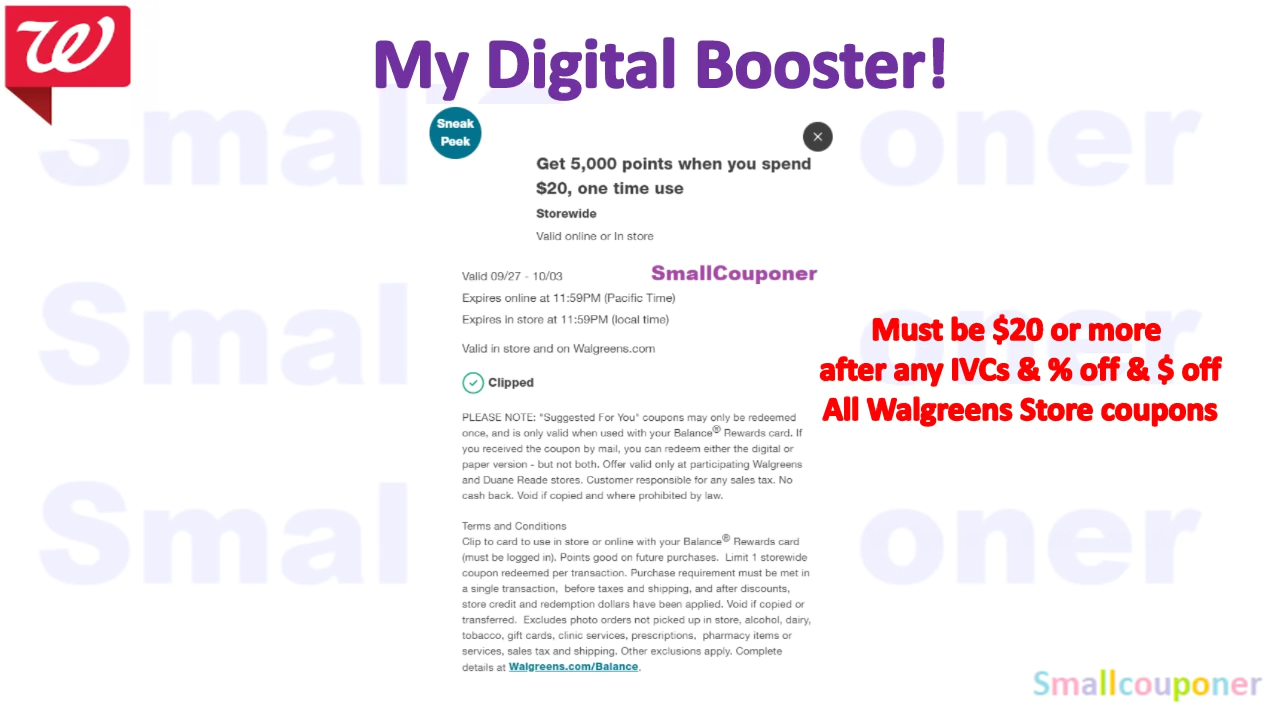 My Digital Booster!
Sneak
Peek
Get 5,000 points when you spend
$20, one time use
Storewide
Valid online or In store
SmallCouponer
Valid 09/27 - 10/03
Expires online at 11:59PM (Pacific Time)
Expires in store at 11:59PM (local time)
Valid in store and on Walgreens.com
Clipped
Must be $20 or more
after any IVCs & % off & $ off
All Walgreens Store coupons
PLEASE NOTE: "Suggested For You" coupons may only be redeemed
once, and is only valid when used with your Balance® Rewards card. If
you received the coupon by mail, you can redeem either the digital or
paper version - but not both. Offer valid only at participating Walgreens
and Duane Reade stores. Customer responsible for any sales tax. No
cash back. Void if copied and where prohibited by law.
Terms and Conditions
Clip to card to use in store or online with your Balance® Rewards card
(must be logged in). Points good on future purchases. Limit 1 storewide
coupon redeemed per transaction. Purchase requirement must be met in
a single transaction, before taxes and shipping, and after discounts,
store credit and redemption dollars have been applied. Void if copied or
transferred. Excludes photo orders not picked up in store, alcohol, dairy,
tobacco, gift cards, clinic services, prescriptions, pharmacy items or
services, sales tax and shipping. Other exclusions apply. Complete
details at Walgreens.com/Balance.
Smal oner
Smal oner
Smal oner
Smallcouponer